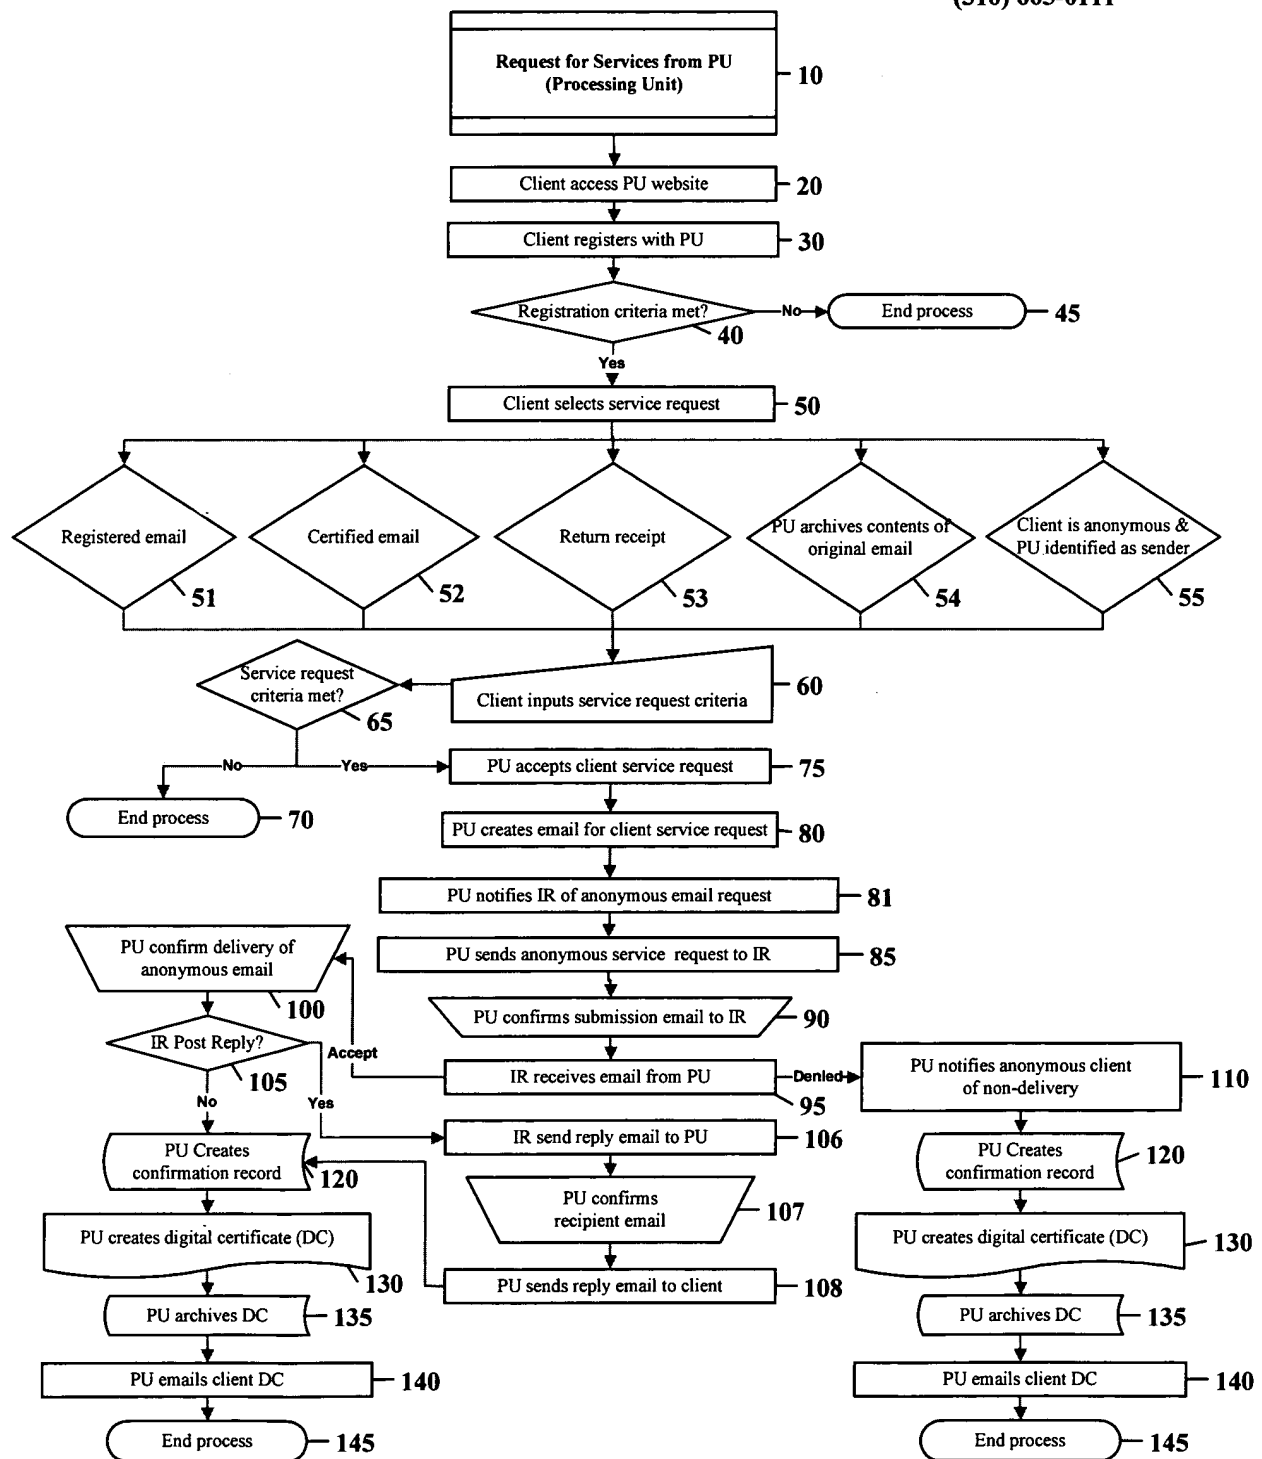 Request for Services from PU
(Processing Unit)
10
Client access PU website
20
Client registers with PU
30
Registration criteria met?
40
No
End process
45
Yes
Client selects service request
50
Registered email
51
Certified email
52
Return receipt
53
PU archives contents of
original email
54
Client is anonymous &
PU identified as sender
55
Client inputs service request criteria
60
Service request
criteria met?
65
No
Yes
End process
70
PU accepts client service request
75
PU creates email for client service request
80
PU notifies IR of anonymous email request
81
PU sends anonymous service request to IR
85
PU confirms submission email to IR
90
IR receives email from PU
95
Accept
Denied
PU confirm delivery of
anonymous email
100
IR Post Reply?
105
No
Yes
IR send reply email to PU
106
PU confirms
recipient email
107
PU sends reply email to client
108
PU Creates
confirmation record
120
PU creates digital certificate (DC)
130
PU archives DC
135
PU emails client DC
140
End process
145
PU notifies anonymous client
of non-delivery
110
PU Creates
confirmation record
120
PU creates digital certificate (DC)
130
PU archives DC
135
PU emails client DC
140
End process
145